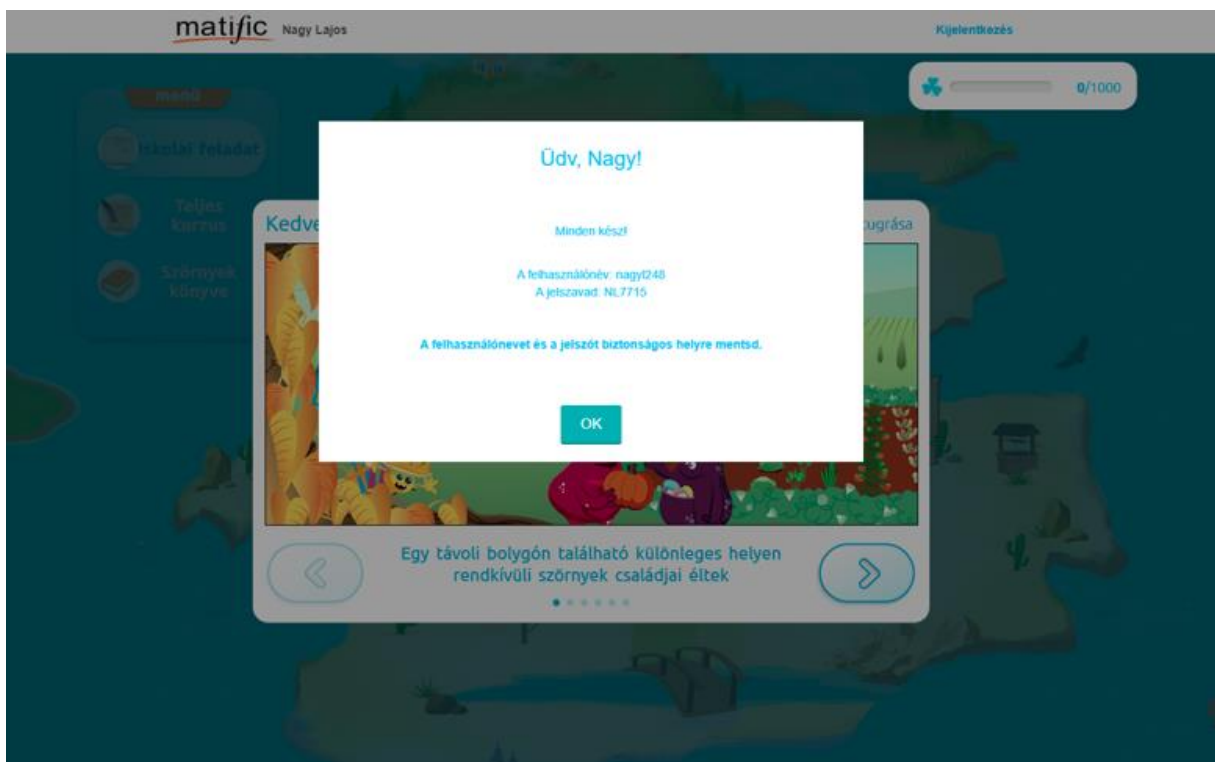 matific Nagy Lajos
Kijelentkezés
menü
0/1000
Iskolai feladat
Teljes
kurzus
Szörnyek
könyve
Üdv, Nagy!
Minden kész!
A felhasználónév: nagyl248
A jelszavad: NL7715
A felhasználónevet és a jelszót biztonságos helyre mentsd.
OK
Kedve
tugrása
Egy távoli bolygón található különleges helyen
rendkívüli szörnyek családjai éltek